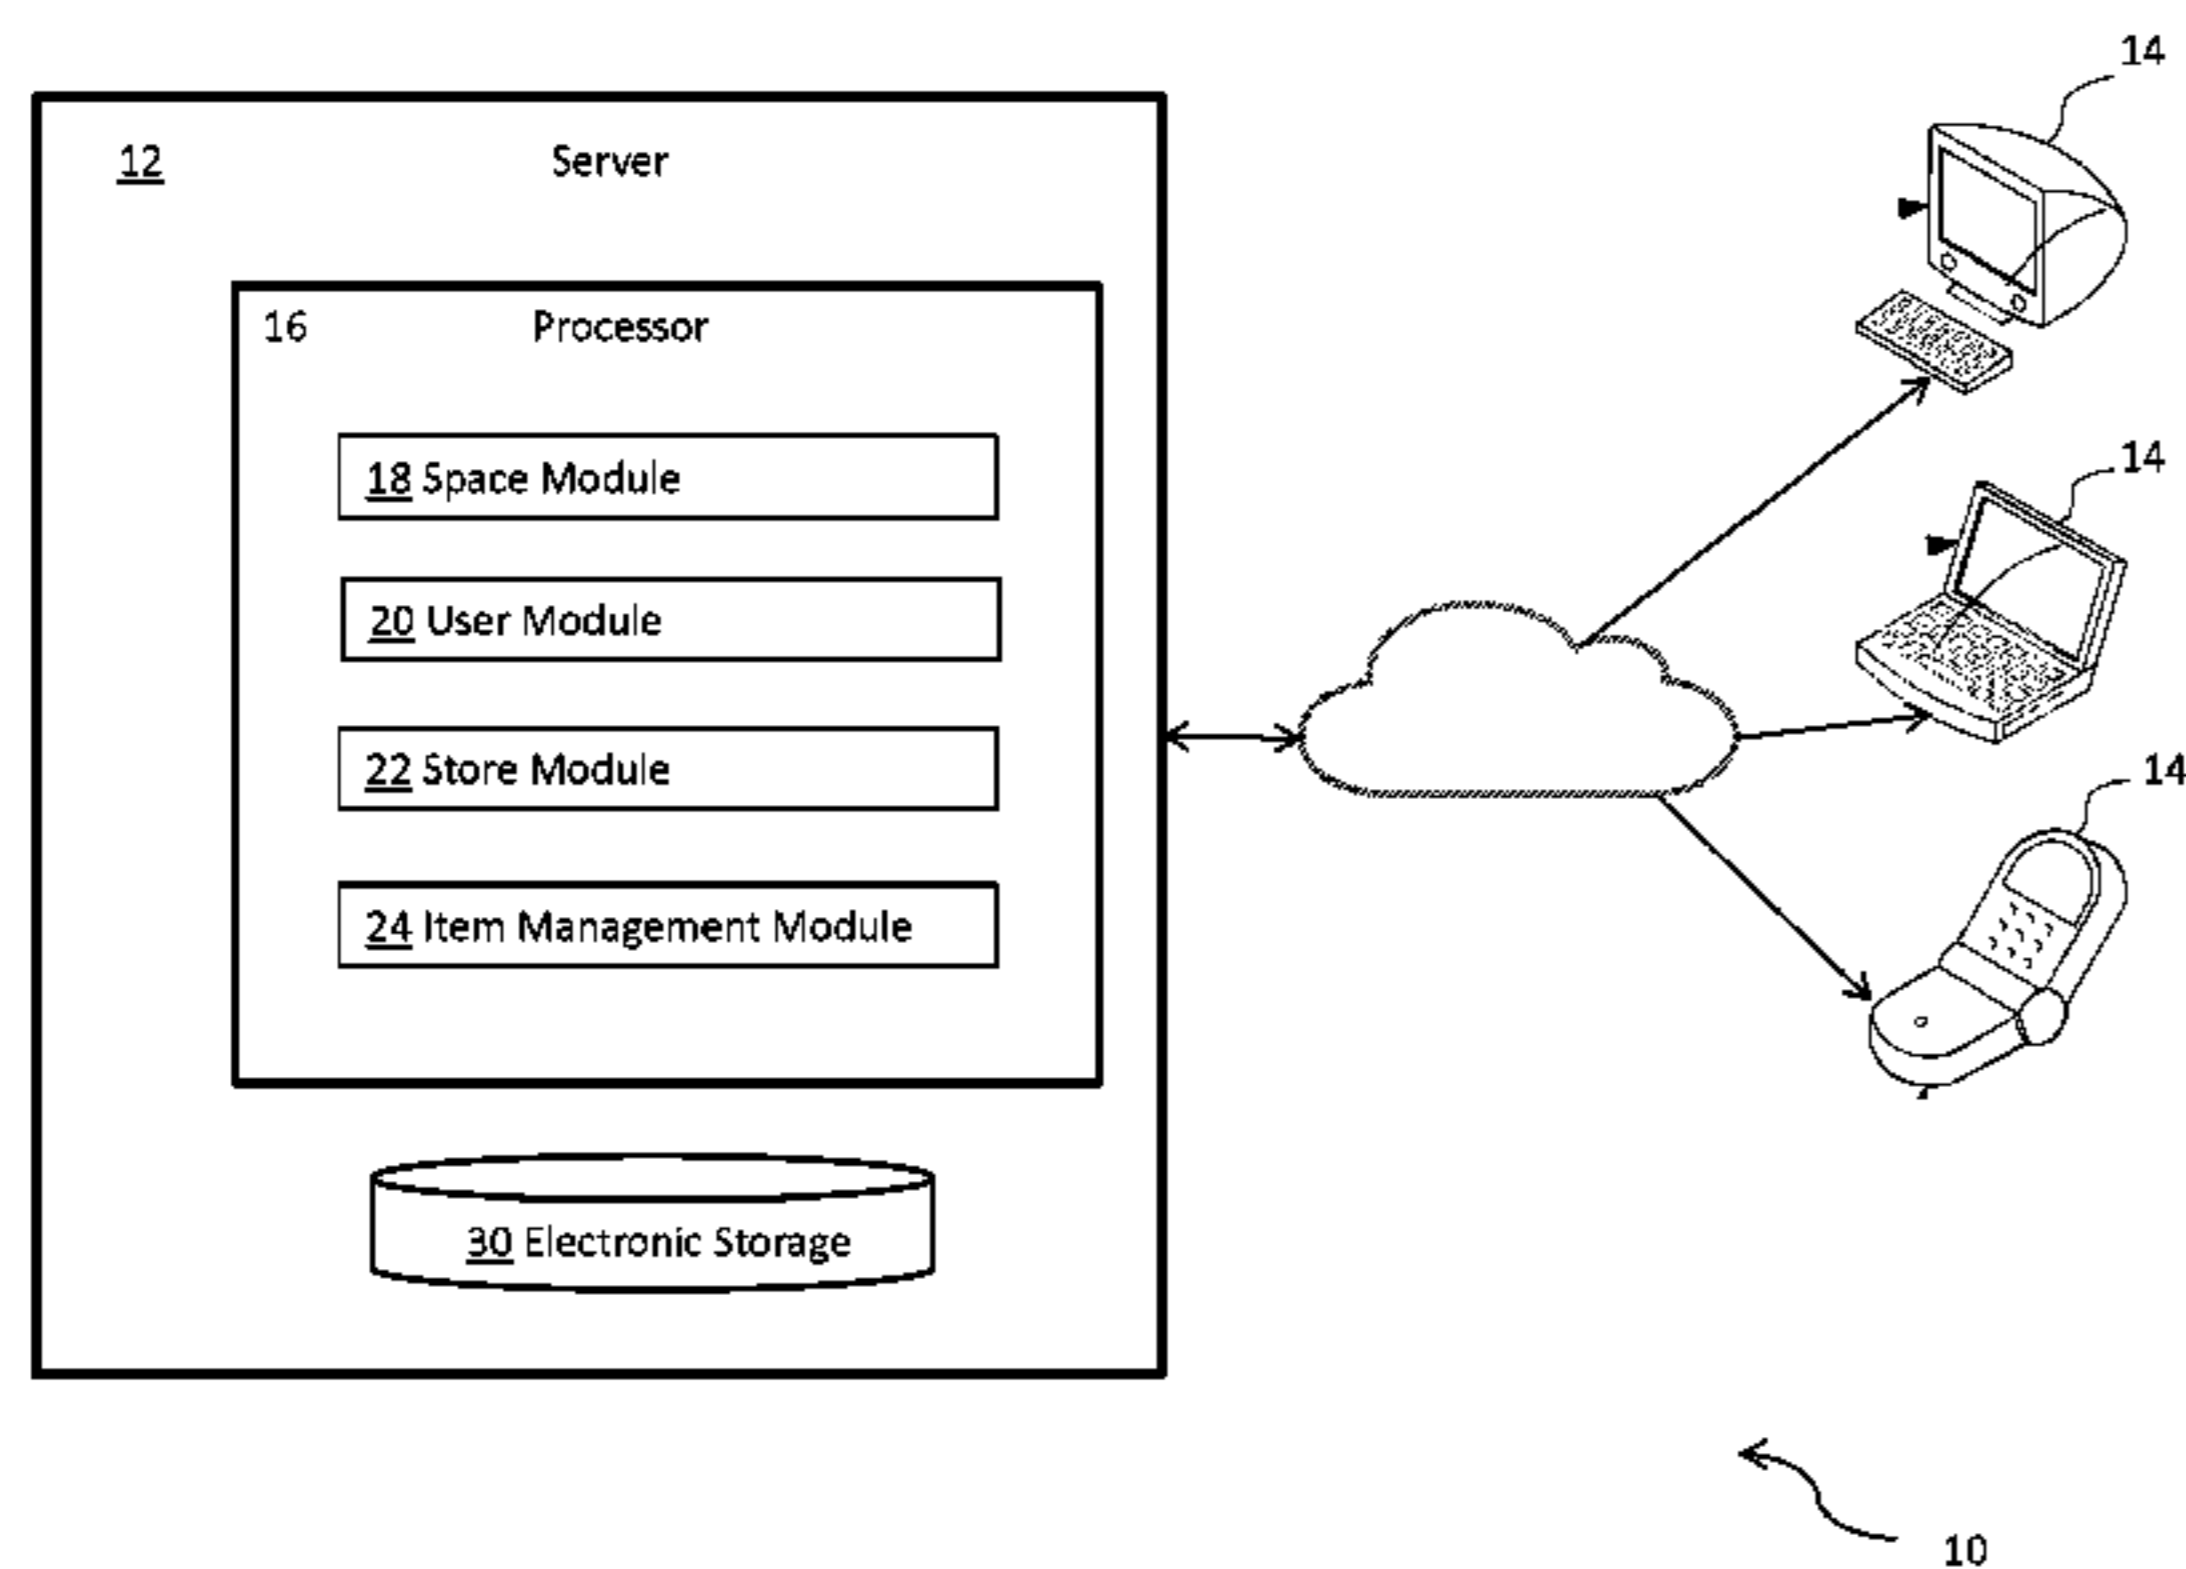 14
12 Server
16 Processor
18 Space Module
14
20 User Module
22 Store Module
14
24 Item Management Module
30 Electronic Storage
10